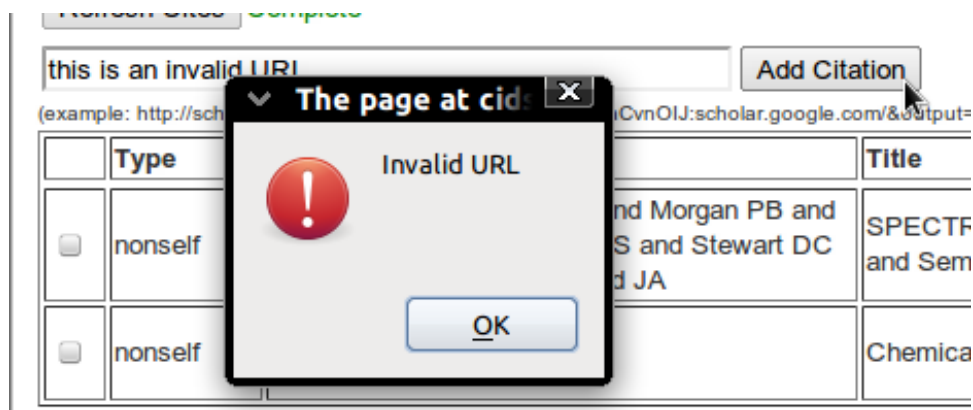 Complete
this is an invalid URL
Add Citation
(example: http://sch
CvnOIJ:scholar.google.com/&output=
The page at cids
Invalid URL
OK
Type
Title
nonself
nd Morgan PB and
S and Stewart DC
d JA
SPECTR
and Sem
nonself
Chemica